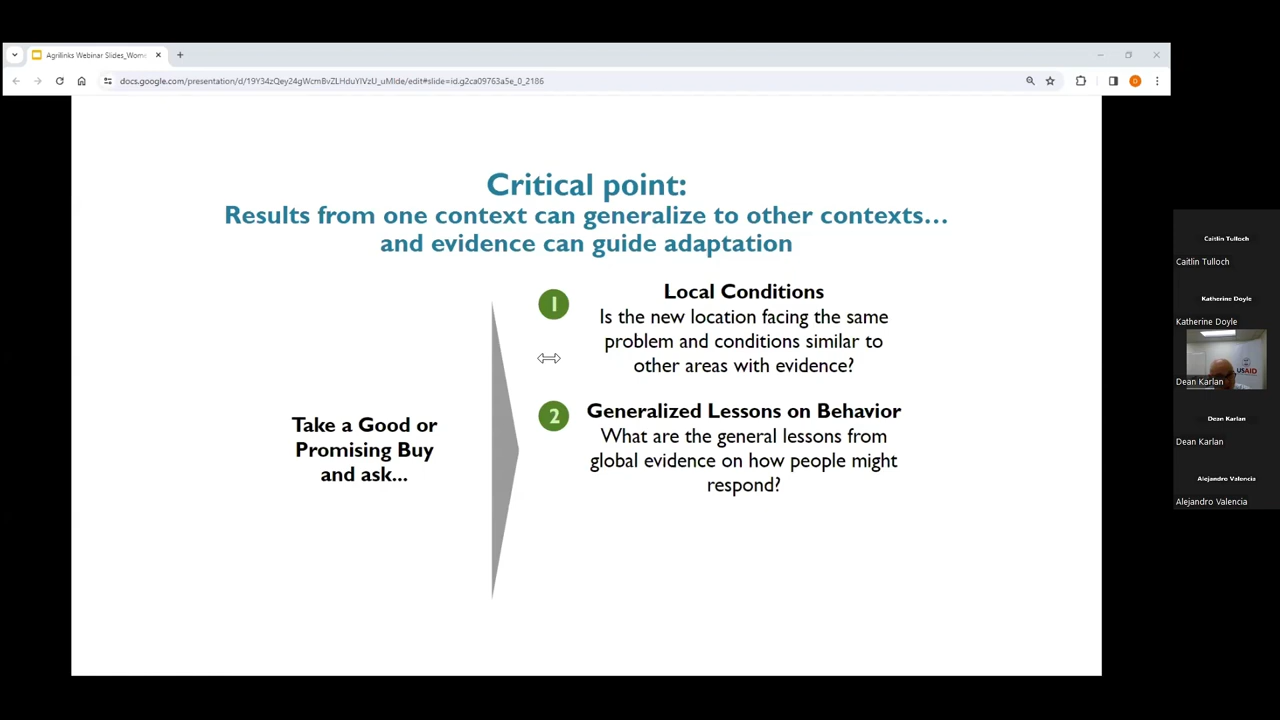 Agrilinks Webinar Slides_Wome
docs.google.com/presentation/d/19Y34zQey24gWcmBvZLHduYlVzU_uMlde/edit#slide=id.g2ca09763a5e_0_2186
Critical point:
Results from one context can generalize to other contexts…
and evidence can guide adaptation
Take a Good or
Promising Buy
and ask...
1
Local Conditions
Is the new location facing the same
problem and conditions similar to
other areas with evidence?
2
Generalized Lessons on Behavior
What are the general lessons from
global evidence on how people might
respond?
Caitlin Tulloch
Caitlin Tulloch
Katherine Doyle
Katherine Doyle
USAID
Dean Karlan
Dean Karlan
Dean Karlan
Alejandro Valencia
Alejandro Valencia